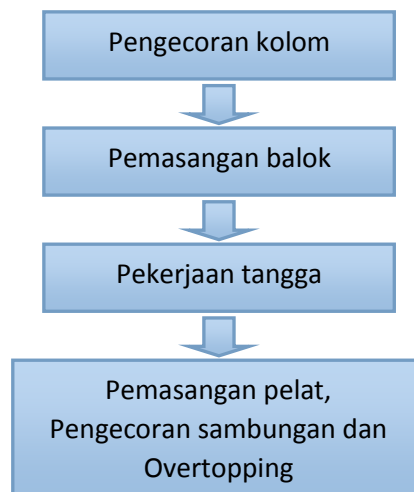 Pengecoran kolom
Pemasangan balok
Pekerjaan tangga
Pemasangan pelat,
Pengecoran sambungan dan
Overtopping